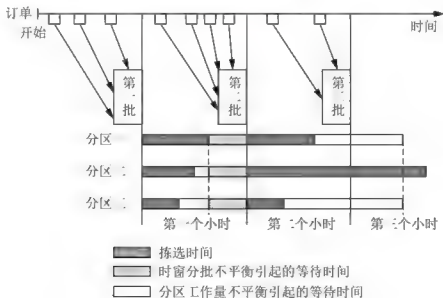 订单
开始
时间
第 批
第 批
第 批
分区
分区
分区
第一个小时
第二个小时
第三个小时
拣选时间
时窗分批不平衡引起的等待时间
分区工作量不平衡引起的等待时间